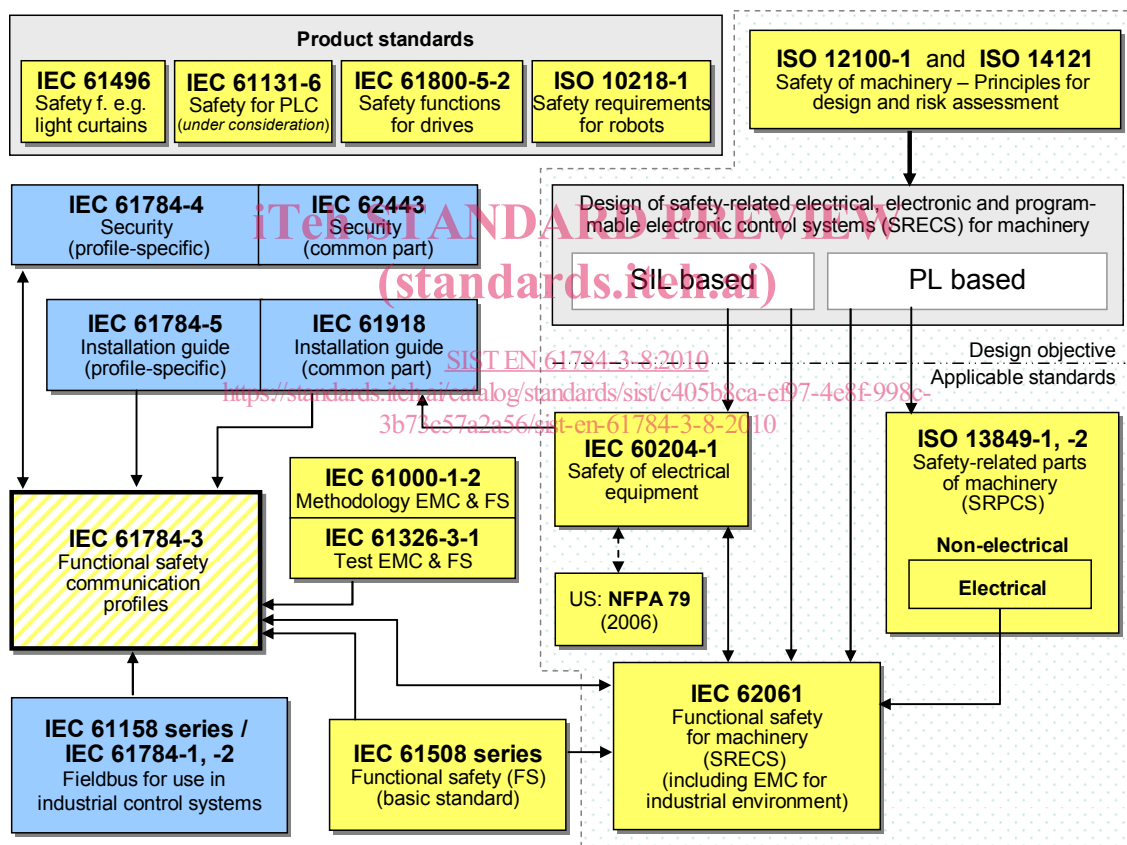 Product standards
IEC 61496
Safety f. e.g.
light curtains
IEC 61131-6
Safety for PLC
(under consideration)
IEC 61800-5-2
Safety functions
for drives
ISO 10218-1
Safety requirements
for robots
ISO 12100-1 and ISO 14121
Safety of machinery – Principles for
design and risk assessment
IEC 61784-4
Security
(profile-specific)
IEC 62443
Security
(common part)
Design of safety-related electrical, electronic and program-
mable electronic control systems (SRECS) for machinery
SIL based
PL based
iTeh STANDARD PREVIEW
(standards.iteh.ai)
IEC 61784-5
Installation guide
(profile-specific)
IEC 61918
Installation guide
(common part)
Design objective
Applicable standards
SIST EN 61784-3-8:2010
https://standards.iteh.ai/catalog/standards/sist/c405b8ca-ef97-4e8f-998c-
3b73c57a2a56/sist-en-61784-3-8-2010
IEC 60204-1
Safety of electrical
equipment
ISO 13849-1, -2
Safety-related parts
of machinery
(SRPCS)
Non-electrical
Electrical
IEC 61000-1-2
Methodology EMC & FS
IEC 61326-3-1
Test EMC & FS
IEC 61784-3
Functional safety
communication
profiles
US: NFPA 79
(2006)
IEC 62061
Functional safety
for machinery
(SRECS)
(including EMC for
industrial environment)
IEC 61158 series /
IEC 61784-1, -2
Fieldbus for use in
industrial control systems
IEC 61508 series
Functional safety (FS)
(basic standard)